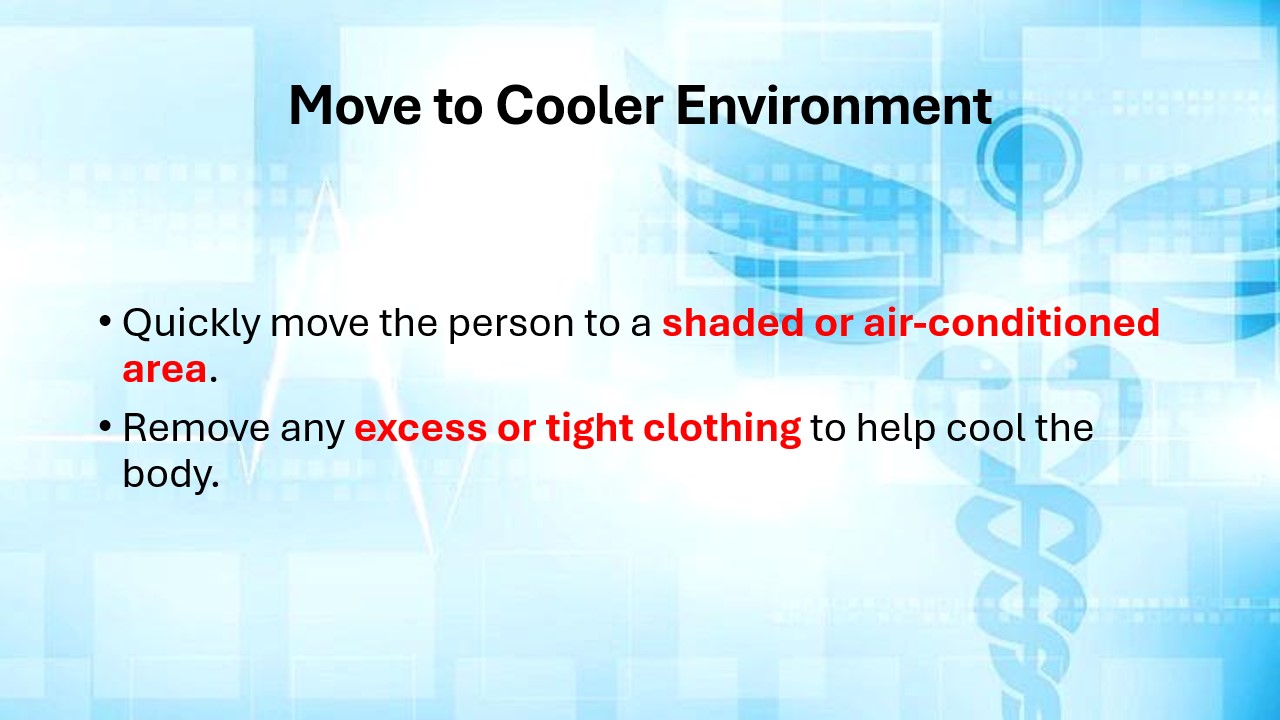 Move to Cooler Environment
• Quickly move the person to a shaded or air-conditioned
area.
• Remove any excess or tight clothing to help cool the
body.